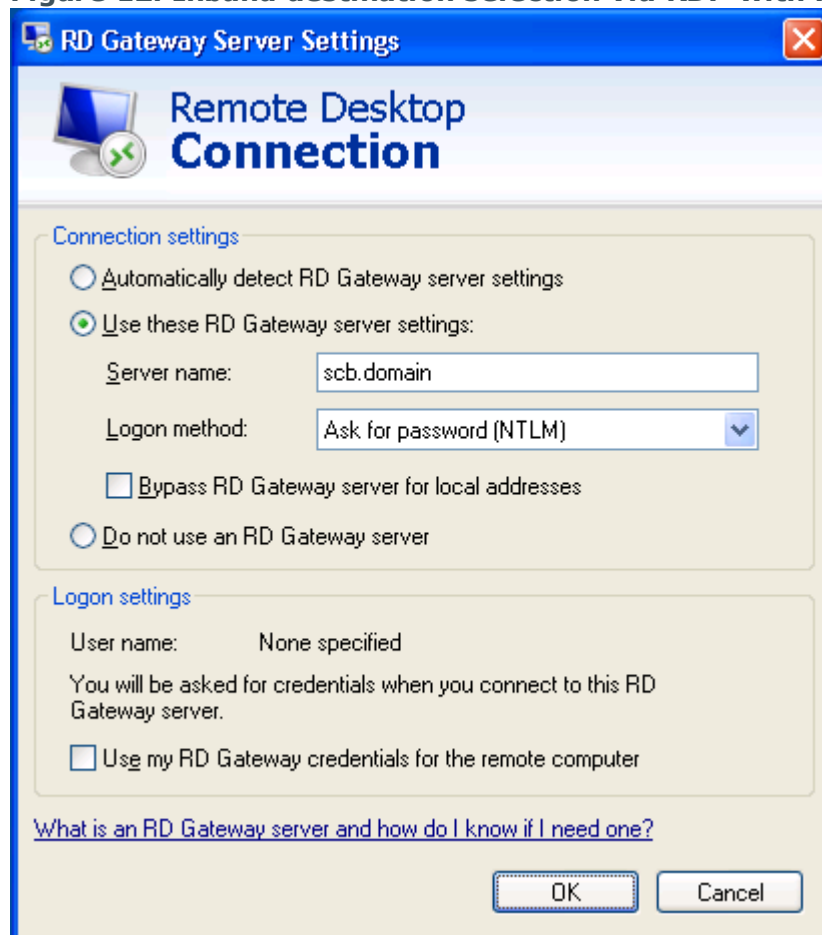 RD Gateway Server Settings
Remote Desktop
Connection
Connection settings
Automatically detect RD Gateway server settings
Use these RD Gateway server settings:
Server name: scb.domain
Logon method: Ask for password (NTLM)
Bypass RD Gateway server for local addresses
Do not use an RD Gateway server
Logon settings
User name: None specified
You will be asked for credentials when you connect to this RD
Gateway server.
Use my RD Gateway credentials for the remote computer
What is an RD Gateway server and how do I know if I need one?
OK Cancel